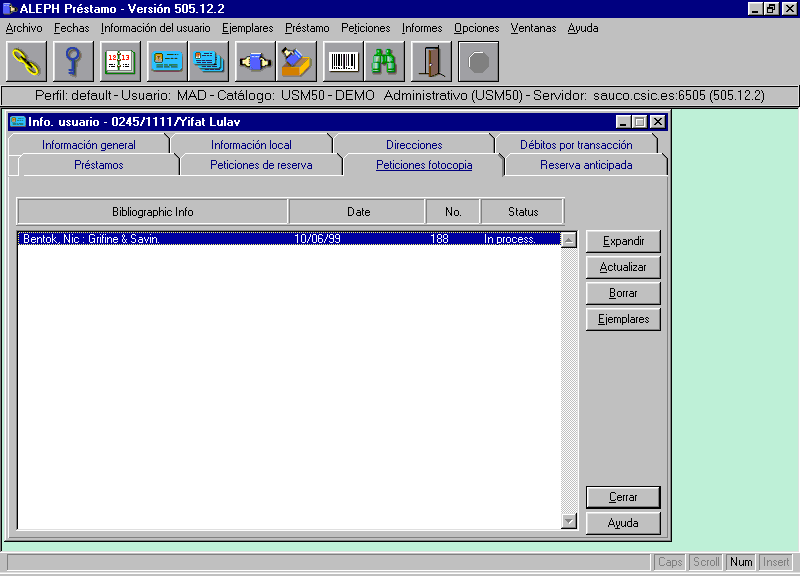 ALEPH Préstamo - Versión 505.12.2
Archivo Fechas Información del usuario Ejemplares Préstamo Peticiones Informes Opciones Ventanas Ayuda
12 13
Perfil: default - Usuario: MAD - Catálogo: USM50 - DEMO Administrativo (USM50) - Servidor: sauco.csic.es:6505 (505.12.2)
Info. usuario - 0245/1111/Yifat Lulav
Información general Información local Direcciones Débitos por transacción
Préstamos Peticiones de reserva Peticiones fotocopia Reserva anticipada
Bibliographic Info Date No. Status
Bentok, Nic : Grifine & Savin. 10/06/99 188 In process.
Expandir
Actualizar
Borrar
Ejemplares
Cerrar
Ayuda
Caps Scroll Num Insert